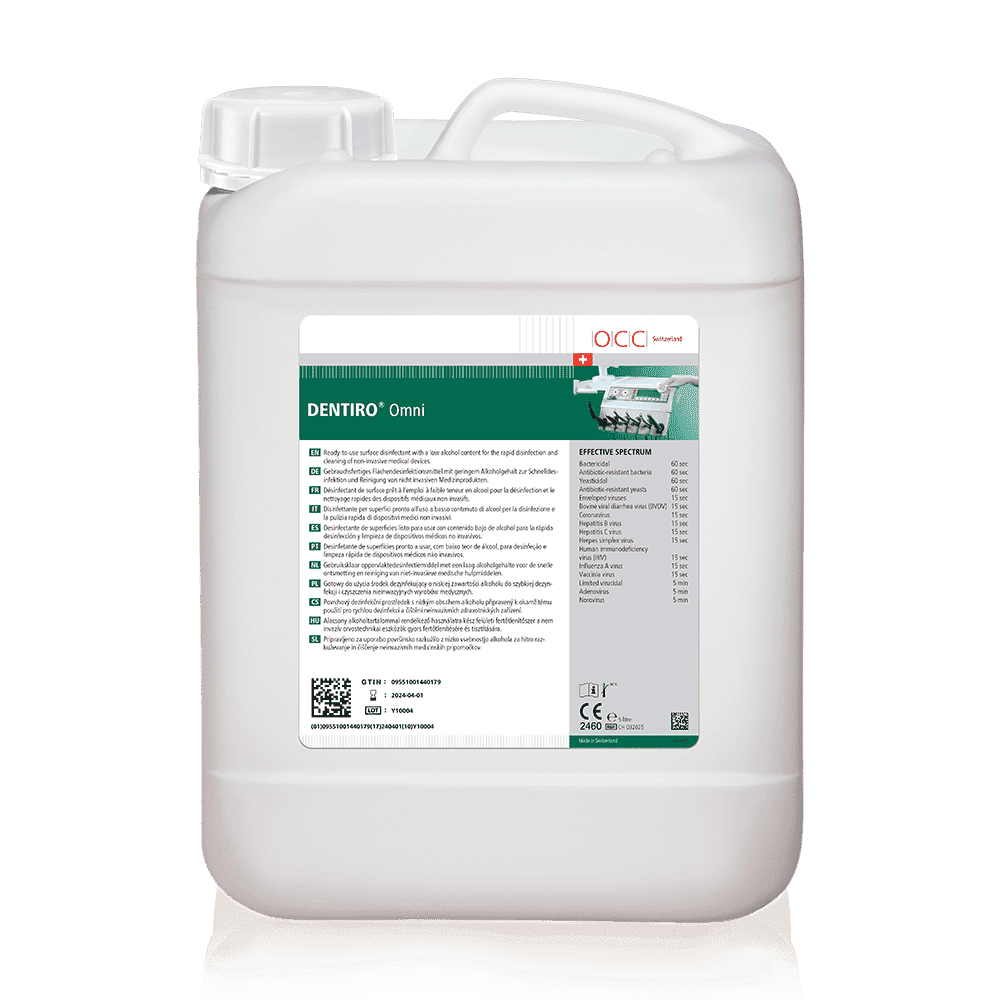 OCC Switzerland
DENTIRO® Omni
EN Ready-to-use surface disinfectant with a low alcohol content for the rapid disinfection and
cleaning of non-invasive medical devices.
DE Gebrauchsfertiges Flächendesinfektionsmittel mit geringem Alkoholgehalt zur Schnelldes-
infektion und Reinigung von nicht invasiven Medizinprodukten.
FR Désinfectant de surface prêt à l'emploi à faible teneur en alcool pour la désinfection et le
nettoyage rapides des dispositifs médicaux non invasifs.
IT Disinfettante per superfici pronto all'uso a basso contenuto di alcool per la disinfezione e
la pulizia rapida di dispositivi medici non invasivi.
ES Desinfectante de superficies listo para usar con contenido bajo de alcohol para la rápida
desinfección y limpieza de dispositivos médicos no invasivos.
PT Desinfetante de superfícies pronto a usar, com baixo teor de álcool, para desinfeção e
limpeza rápida de dispositivos médicos não invasivos.
NL Gebruiksklaar oppervlaktedesinfectiemiddel met een laag alcoholgehalte voor de snelle
ontsmetting en reiniging van niet-invasieve medische hulpmiddelen.
PL Gotowy do użycia środek dezynfekujący o niskiej zawartości alkoholu do szybkiej dezyn-
fekcji i czyszczenia nieinwazyjnych wyrobów medycznych.
CS Povrchový dezinfekční prostředek s nízkým obsahem alkoholu připravený k okamžitému
použití pro rychlou dezinfekci a čištění neinvazivních zdravotnických zařízení.
HU Alacsony alkoholtartalommal rendelkező használatra kész felületi fertőtlenítőszer a nem
invazív orvostechnikai eszközök gyors fertőtlenítésére és tisztítására.
SL Pripravljeno za uporabo površinsko razkužilo z nizko vsebnostjo alkohola za hitro raz-
kuževanje in čiščenje neinvazivnih medicinskih pripomočkov.
GTIN : 09551001440179
: 2024-04-01
LOT : Y10004
(01)09551001440179(17)240401(10)Y10004
EFFECTIVE SPECTRUM
Bactericidal 60 sec
Antibiotic-resistant bacteria 60 sec
Yeasticidal 60 sec
Antibiotic-resistant yeasts 60 sec
Enveloped viruses 15 sec
Bovine viral diarrhea virus (BVDV) 15 sec
Coronavirus 15 sec
Hepatitis B virus 15 sec
Hepatitis C virus 15 sec
Herpes simplex virus 15 sec
Human immunodeficiency
virus (HIV) 15 sec
Influenza A virus 15 sec
Vaccinia virus 15 sec
Limited virucidal 5 min
Adenovirus 5 min
Norovirus 5 min
CE
2460
e 5 litre
REF CH-032025
Made in Switzerland